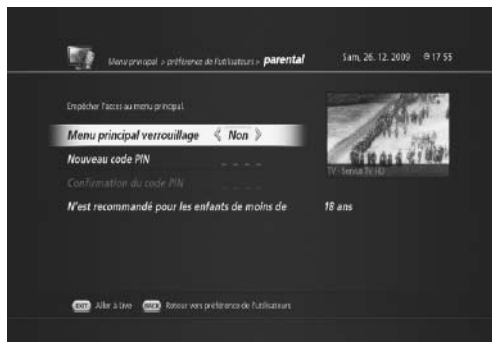 Menu principal > préférence de l'utilisateurs > parental
Sam, 26. 12. 2009 17 55
Empêcher l'accès au menu principal.
Menu principal verrouillage « Non »
Nouveau code PIN _ _ _ _
Confirmation du code PIN _ _ _ _
TV - Servus TV HD
N'est recommandé pour les enfants de moins de 18 ans
EXIT Aller à Live BACK Retour vers préférence de l'utilisateurs